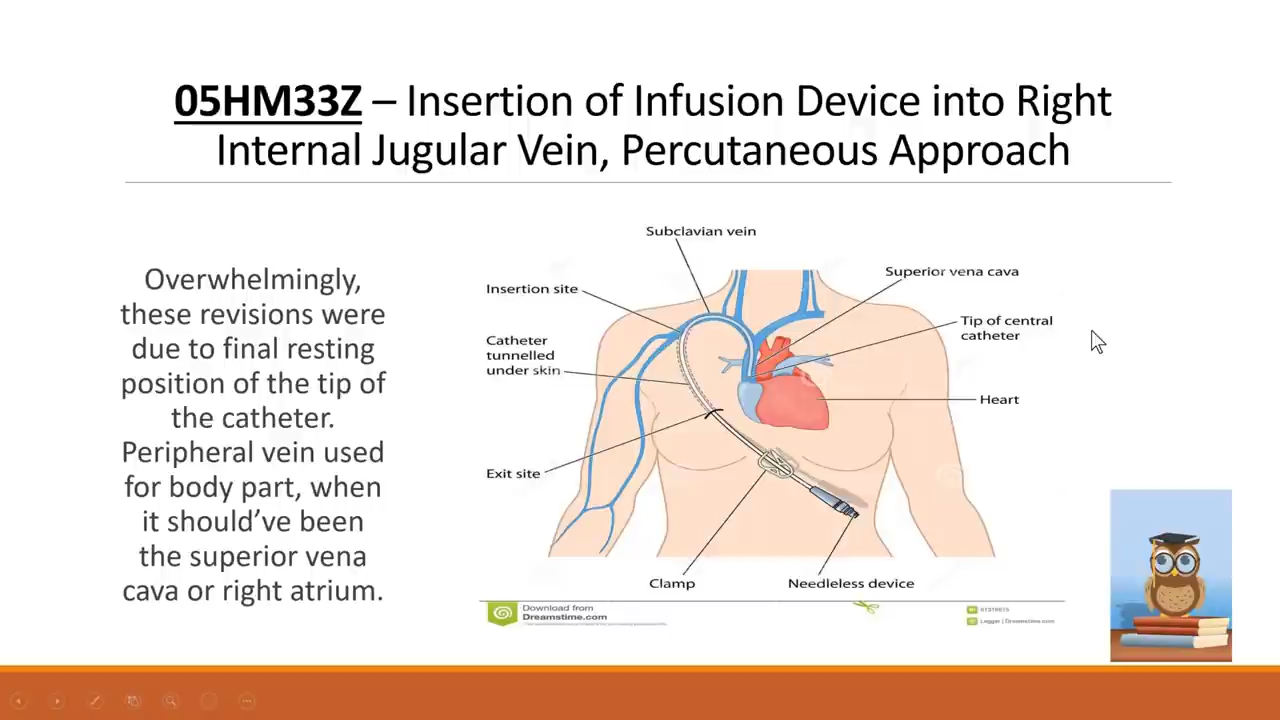 05HM33Z – Insertion of Infusion Device into Right
Internal Jugular Vein, Percutaneous Approach
Overwhelmingly,
these revisions were
due to final resting
position of the tip of
the catheter.
Peripheral vein used
for body part, when
it should’ve been
the superior vena
cava or right atrium.
Subclavian vein
Superior vena cava
Insertion site
Tip of central
catheter
Catheter
tunnelled
under skin
Heart
Exit site
Clamp
Needleless device
Download from
Dreamstime.com
Legger | Dreamstime.com